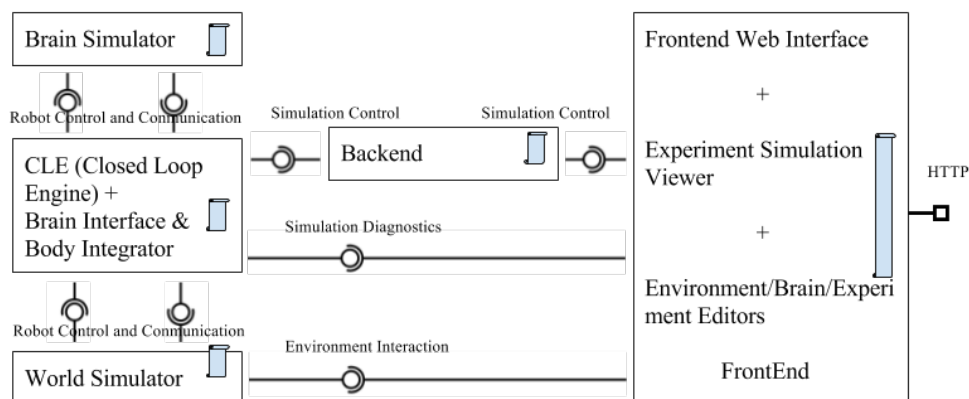 Brain Simulator
Robot Control and Communication
CLE (Closed Loop
Engine) +
Brain Interface &
Body Integrator
Robot Control and Conmunication
World Simulator
Simulation Control
Backend
Simulation Control
Simulation Diagnostics
Environment Interaction
Frontend Web Interface
+
Experiment Simulation
Viewer
+
Environment/Brain/Experi
ment Editors
FrontEnd
HTTP